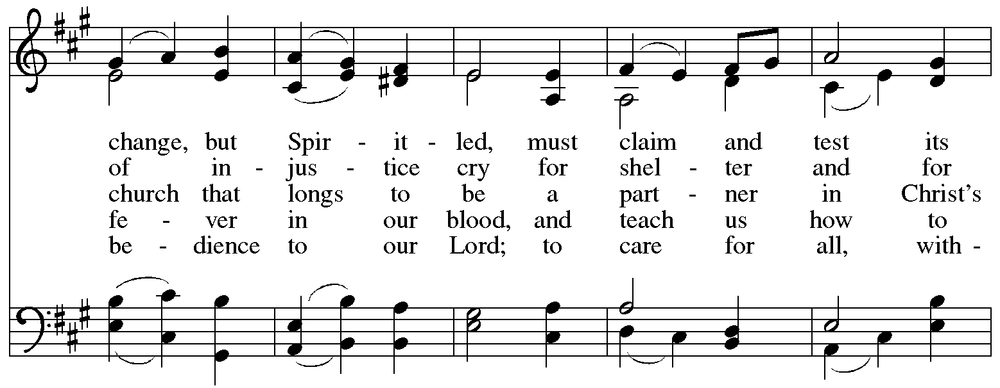 change, but Spir - it - led, must claim and test its
of in - jus - tice cry for shel - ter and for
church that longs to be a part - ner in Christ’s
fe - ver in our blood, and teach us how to
be - dience to our Lord; to care for all, with -